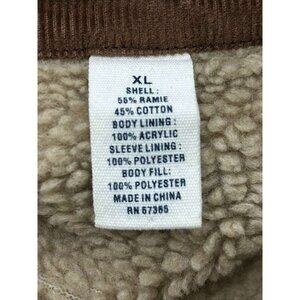 XL
SHELL :
55% RAMIE
45% COTTON
BODY LINING :
100% ACRYLIC
SLEEVE LINING :
100% POLYESTER
BODY FILL:
100% POLYESTER
MADE IN CHINA
RN 57355